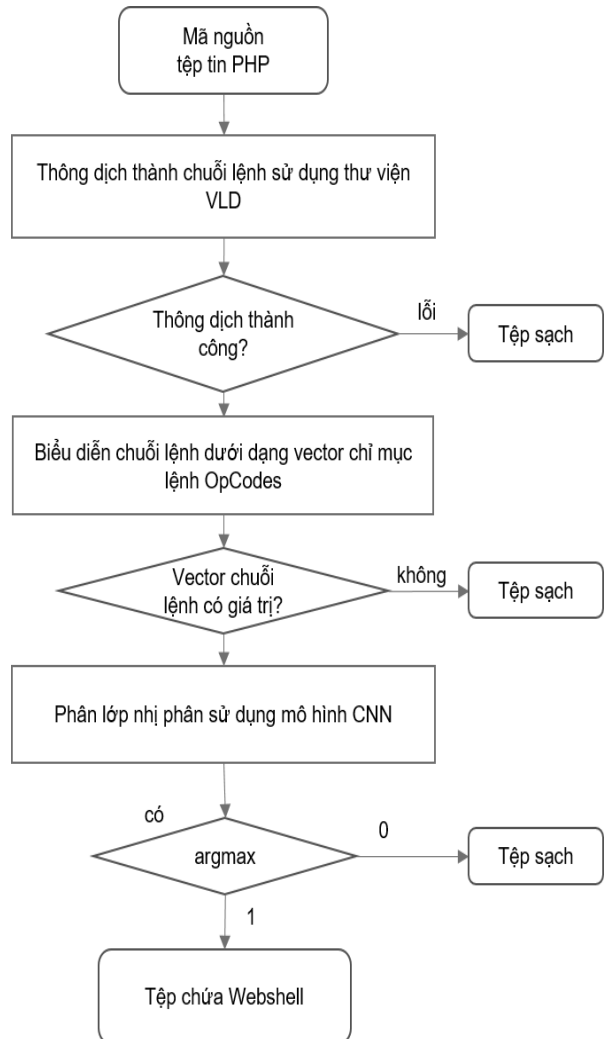 Mã nguồn
tệp tin PHP
Thông dịch thành chuỗi lệnh sử dụng thư viện
VLD
Thông dịch thành
công?
lỗi
Tệp sạch
Biểu diễn chuỗi lệnh dưới dạng vector chỉ mục
lệnh OpCodes
Vector chuỗi
lệnh có giá trị?
không
Tệp sạch
Phân lớp nhị phân sử dụng mô hình CNN
có
argmax
0
Tệp sạch
1
Tệp chứa Webshell